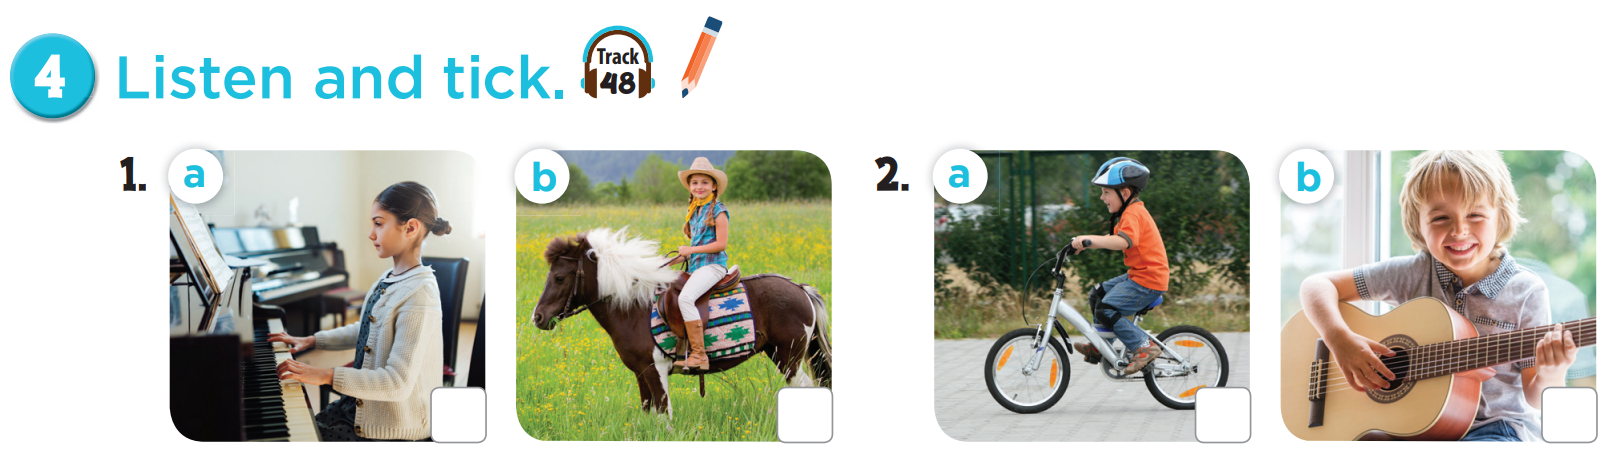 4 Listen and tick. Track 48
1. a b 2. a b